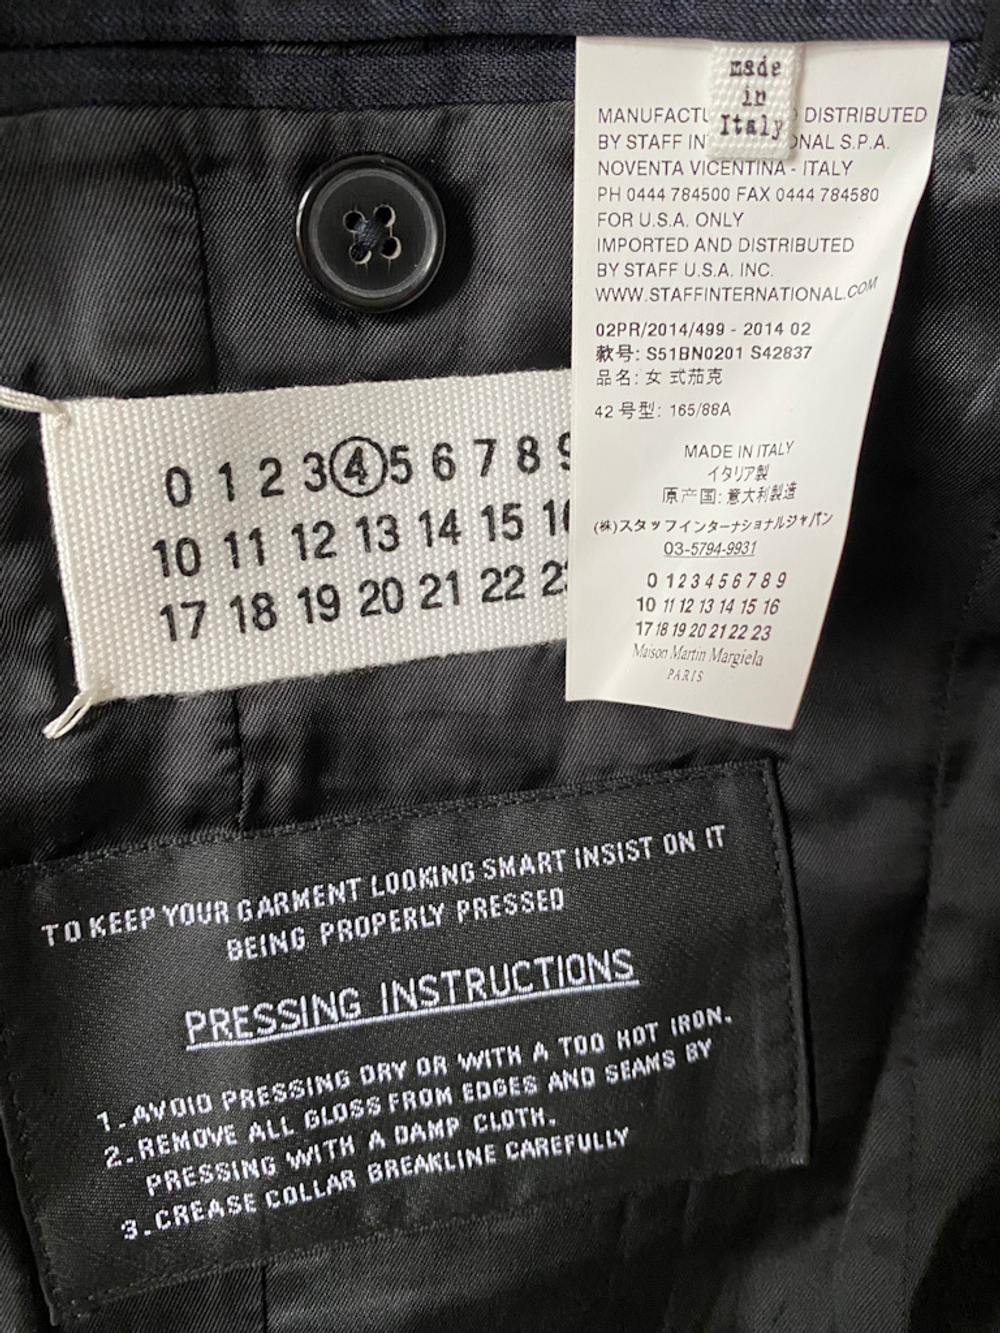 made
in
Italy
DISTRIBUTED
BY STAFF S.P.A.
NOVENTA VICENTINA - ITALY
PH 0444 784500 FAX 0444 784580
FOR U.S.A. ONLY
IMPORTED AND DISTRIBUTED
BY STAFF U.S.A. INC.
WWW.STAFFINTERNATIONAL.COM
02PR/2014/499 - 2014 02
款号: S51BN0201 S42837
品名: 女 式茄克
42 号型: 165/88A
MADE IN ITALY
イタリア製
原产国: 意大利制造
(株)スタッフインターナショナルジャパン
03-5794-9931
0 1 2 3 4 5 6 7 8 9
10 11 12 13 14 15 16
17 18 19 20 21 22 23
Maison Martin Margiela
PARIS
0 1 2 3 4 5 6 7 8 9
10 11 12 13 14 15
17 18 19 20 21 22
TO KEEP YOUR GARMENT LOOKING SMART INSIST ON IT
BEING PROPERLY PRESSED
PRESSING INSTRUCTIONS
1. AVOID PRESSING DRY OR WITH A TOO HOT IRON.
2. REMOVE ALL GLOSS FROM EDGES AND SEAMS BY
PRESSING WITH A DAMP CLOTH.
3. CREASE COLLAR BREAKLINE CAREFULLY